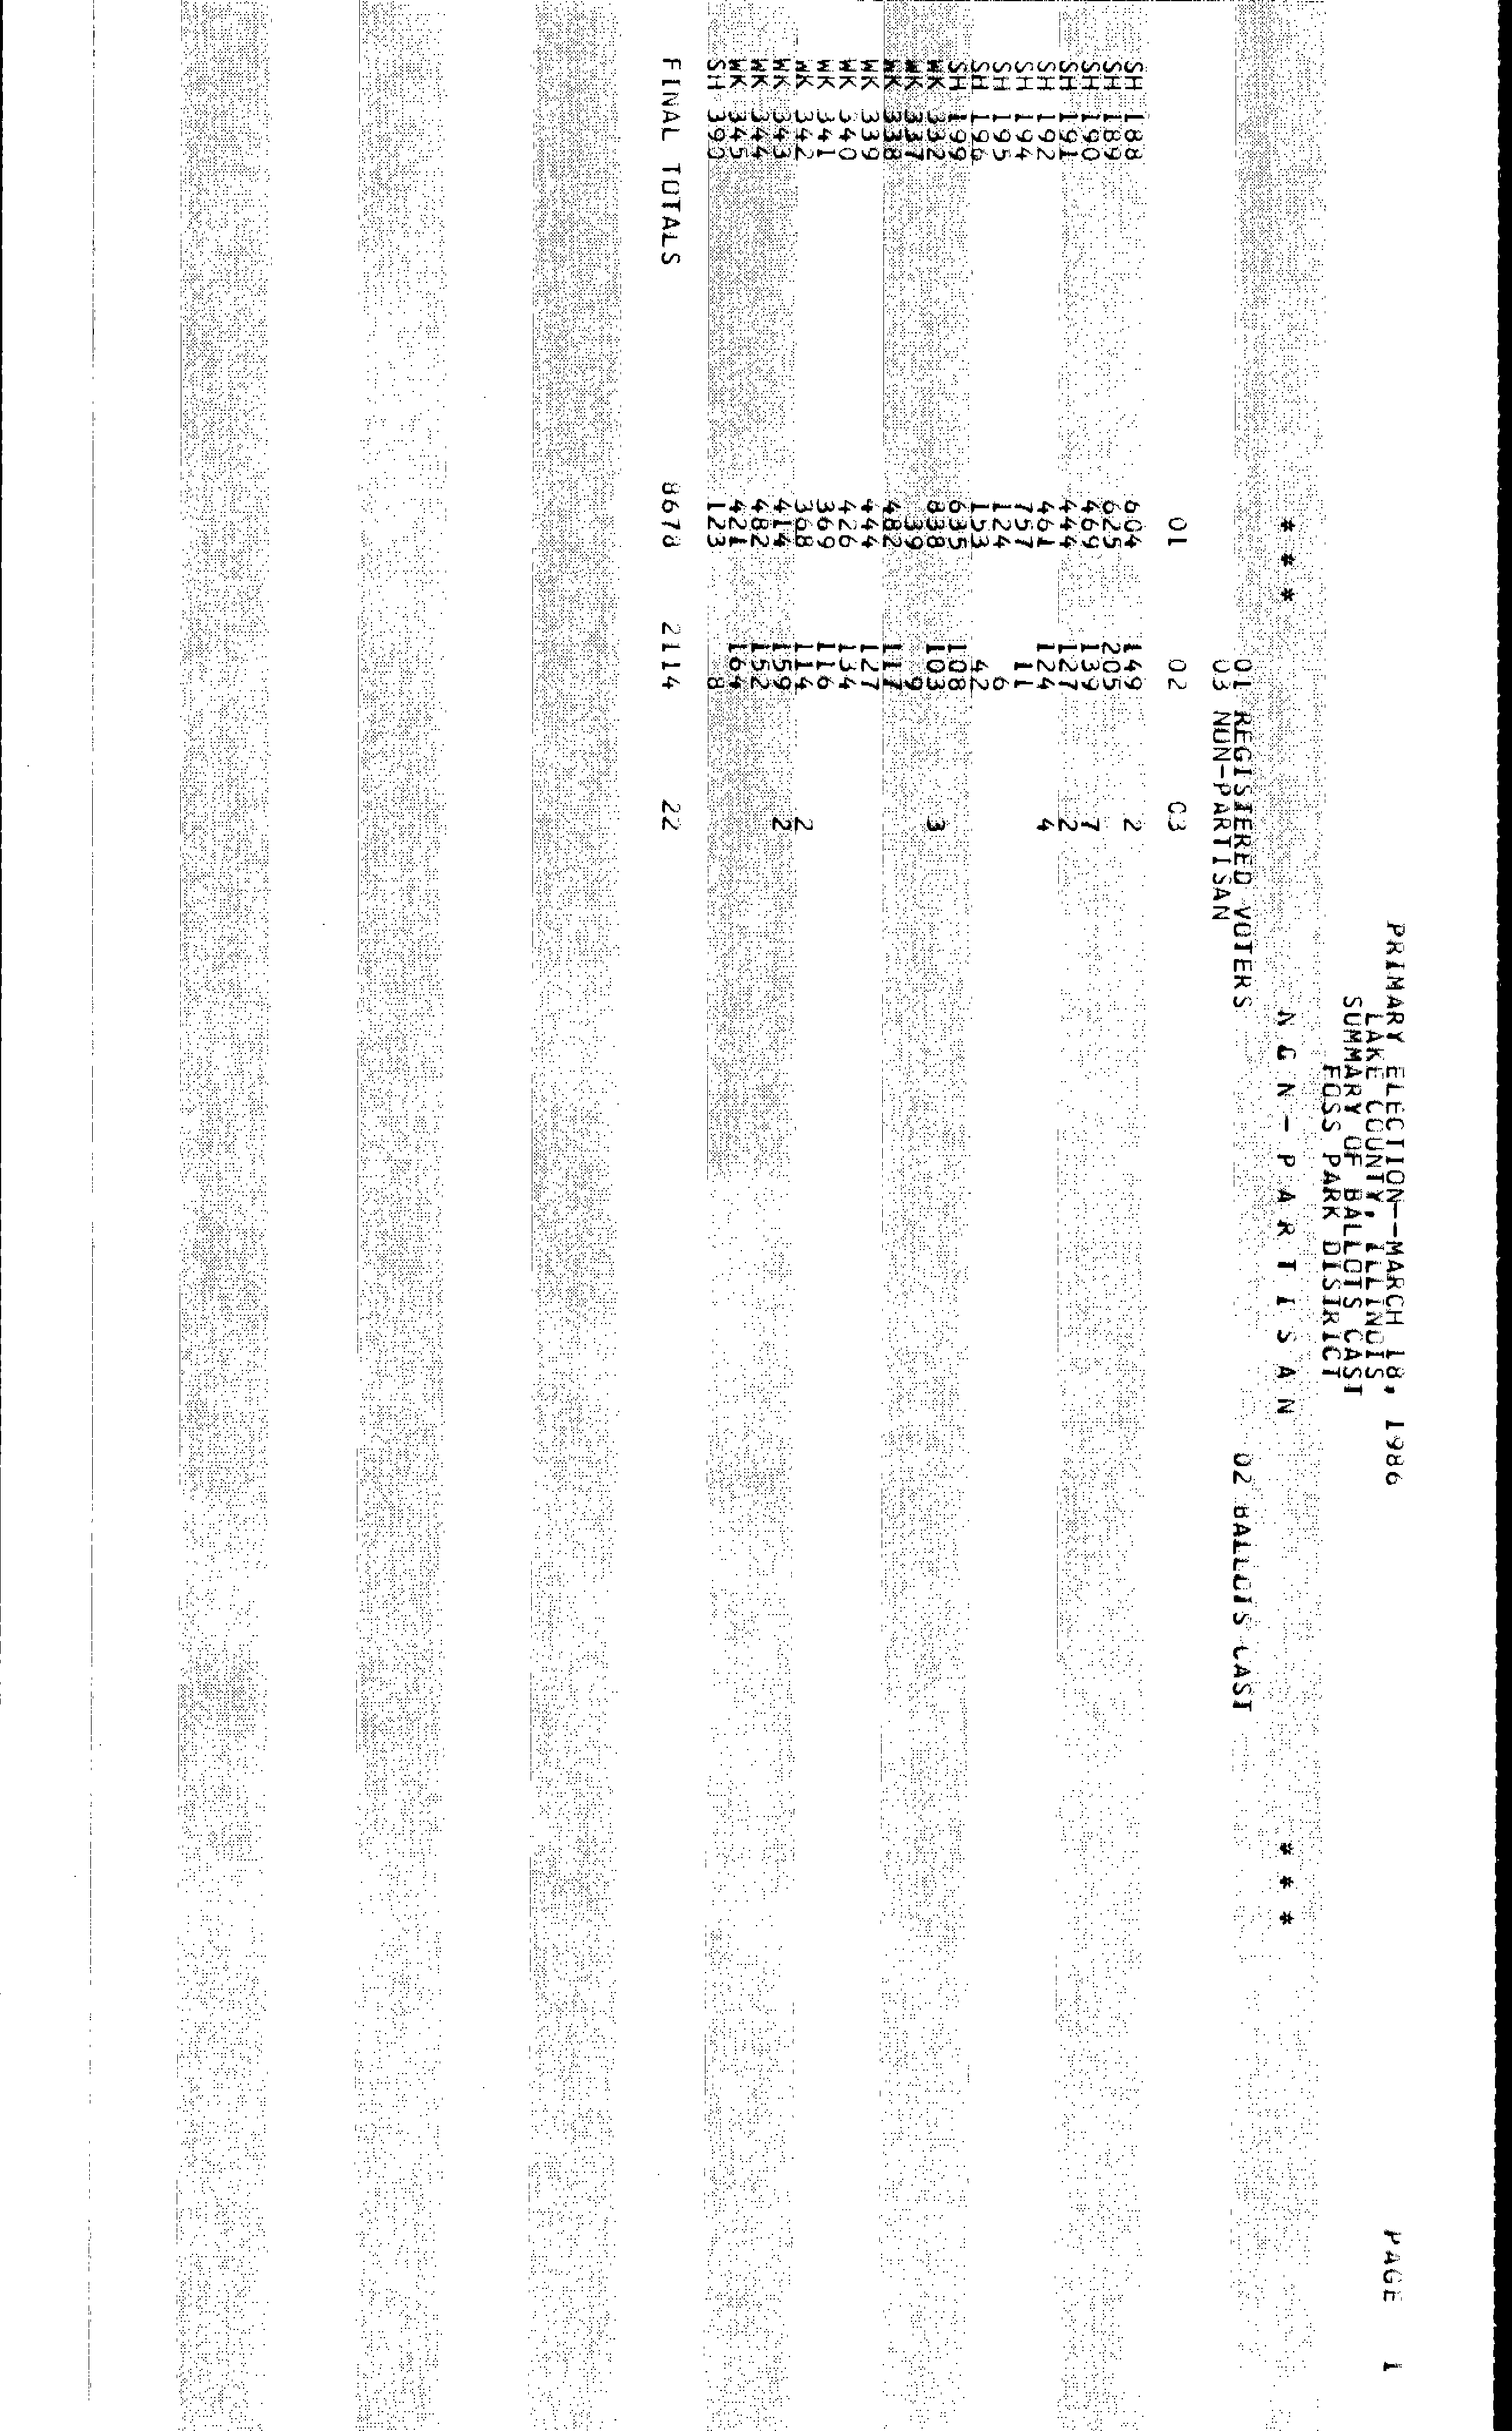 PRIMARY ELECTION--MARCH 18, 1986 PAGE 1
LAKE COUNTY, ILLINOIS
SUMMARY OF BALLOTS CAST
FOSS PARK DISTRICT
* * * N O N - P A R T I S A N * * *
01 REGISTERED VOTERS 02 BALLOTS CAST
03 NON-PARTISAN
01 02 03
SH 188 604 149 2
SH 189 625 205
SH 190 469 139 7
SH 191 444 127 2
SH 192 461 124 4
SH 194 757 11
SH 195 124 6
SH 196 153 42
SH 199 635 108
WK 332 838 103 3
WK 337 39 9
WK 338 482 117
WK 339 444 127
WK 340 426 134
WK 341 369 116
WK 342 368 114 2
WK 343 414 159 2
WK 344 482 152
WK 345 421 164
SH 390 123 8
FINAL TOTALS 8678 2114 22